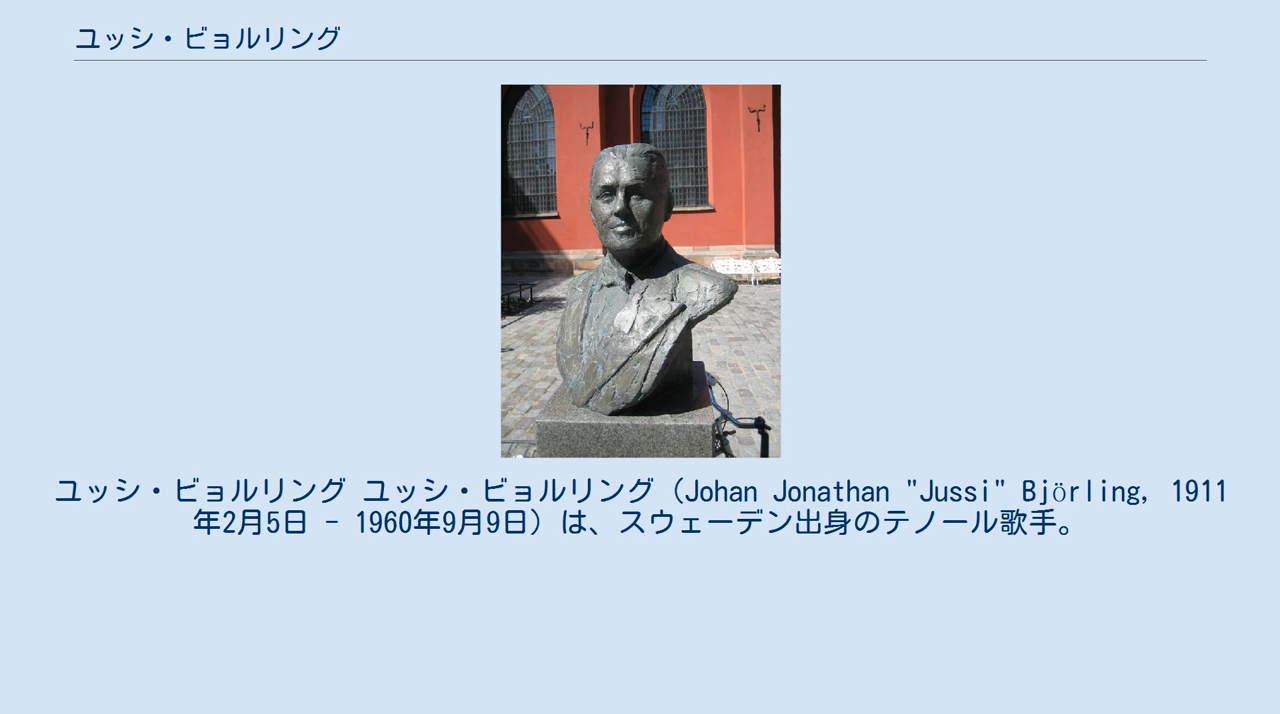 ユッシ・ビョルリング
ユッシ・ビョルリング ユッシ・ビョルリング（Johan Jonathan "Jussi" Björling, 1911
年2月5日 - 1960年9月9日）は、スウェーデン出身のテノール歌手。